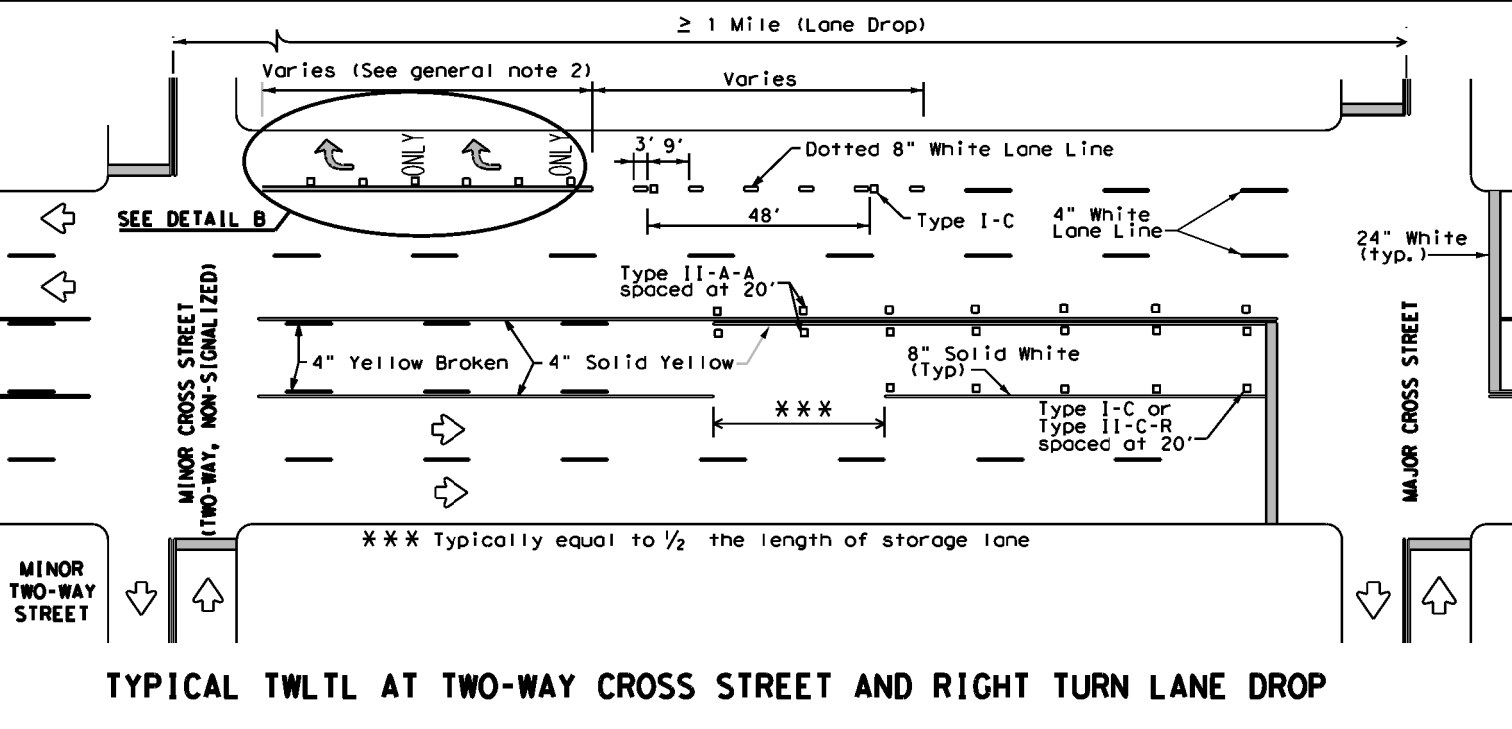 ≥ 1 Mile (Lane Drop)
Varies (See general note 2)
Varies
ONLY
ONLY
3' 9'
Dotted 8" White Lane Line
SEE DETAIL B
48'
Type I-C
4" White
Lane Line
24" White
(typ.)
Type II-A-A
spaced at 20'
MINOR CROSS STREET
(TWO-WAY, NON-SIGNALIZED)
4" Yellow Broken
4" Solid Yellow
8" Solid White
(Typ)
MAJOR CROSS STREET
***
Type I-C or
Type II-C-R
spaced at 20'
*** Typically equal to ½ the length of storage lane
MINOR
TWO-WAY
STREET
TYPICAL TWLTL AT TWO-WAY CROSS STREET AND RIGHT TURN LANE DROP